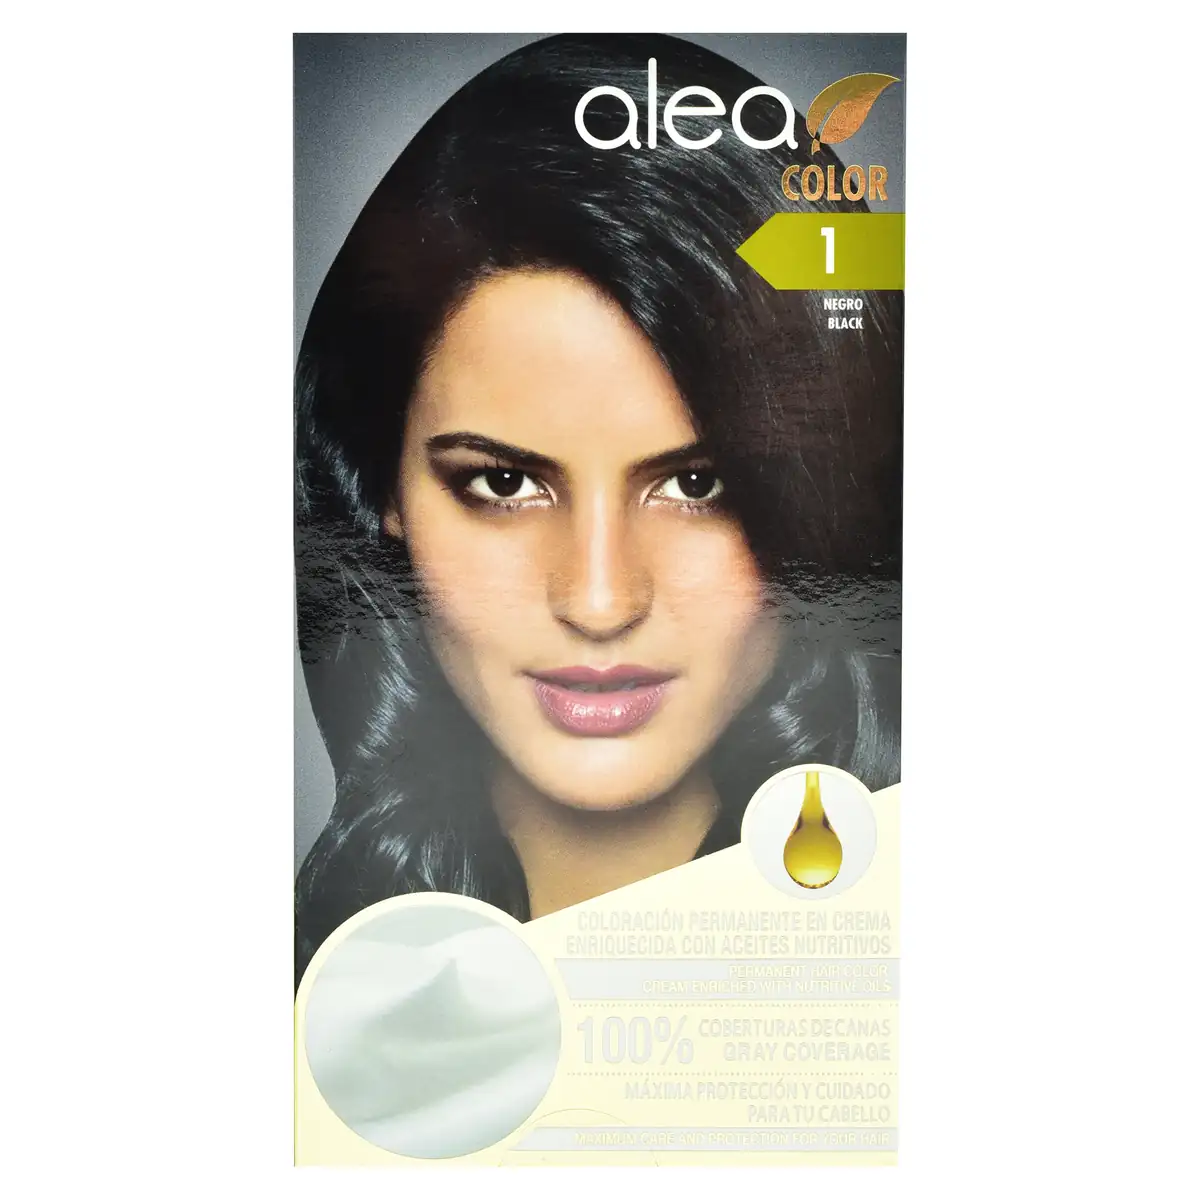 alea
COLOR
1
NEGRO
BLACK
COLORACIÓN PERMANENTE EN CREMA
ENRIQUECIDA CON ACEITES NUTRITIVOS
PERMANENT HAIR COLOR
CREAM ENRICHED WITH NUTRITIVE OILS
100% COBERTURAS DE CANAS
GRAY COVERAGE
MÁXIMA PROTECCIÓN Y CUIDADO
PARA TU CABELLO
MAXIMUM CARE AND PROTECTION FOR YOUR HAIR